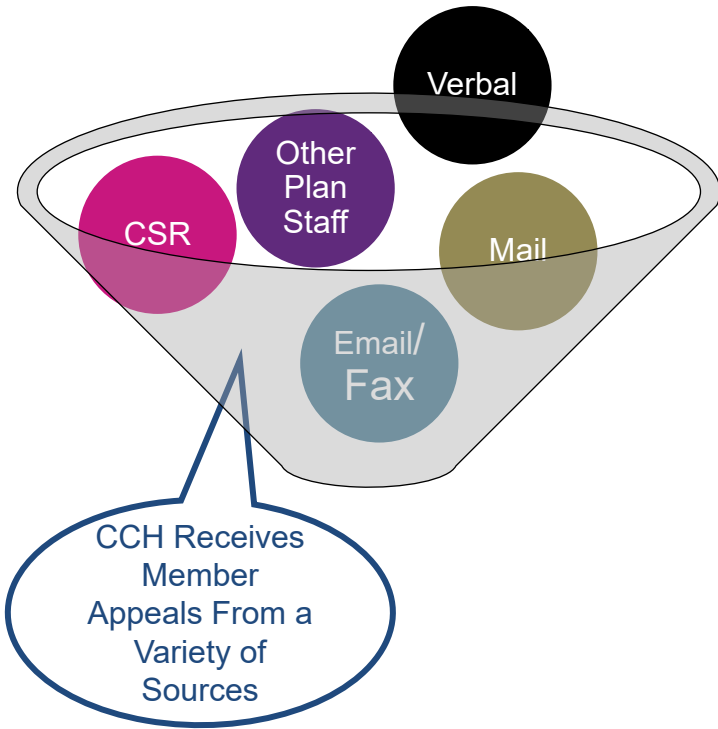 Verbal
Other
Plan
Staff
CSR
Mail
Email/
Fax
CCH Receives
Member
Appeals From a
Variety of
Sources